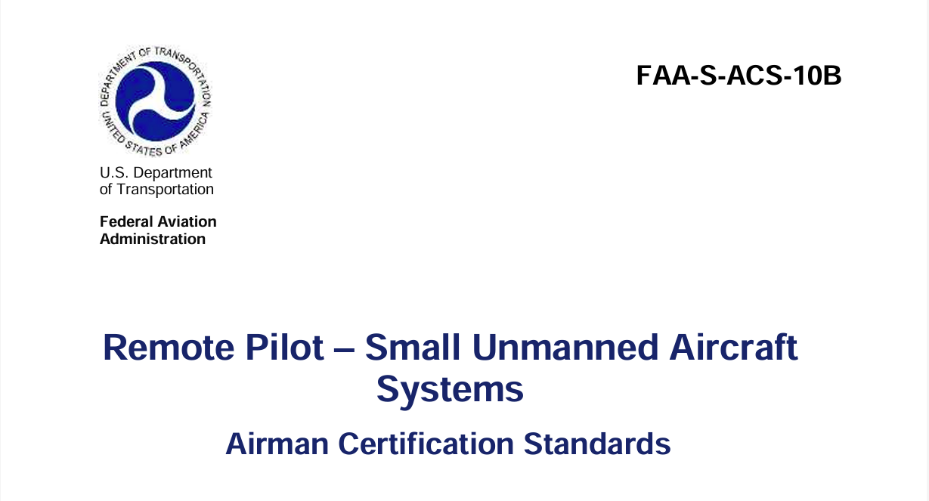 DEPARTMENT OF TRANSPORTATION
UNITED STATES OF AMERICA
FAA-S-ACS-10B
U.S. Department
of Transportation
Federal Aviation
Administration
Remote Pilot – Small Unmanned Aircraft
Systems
Airman Certification Standards